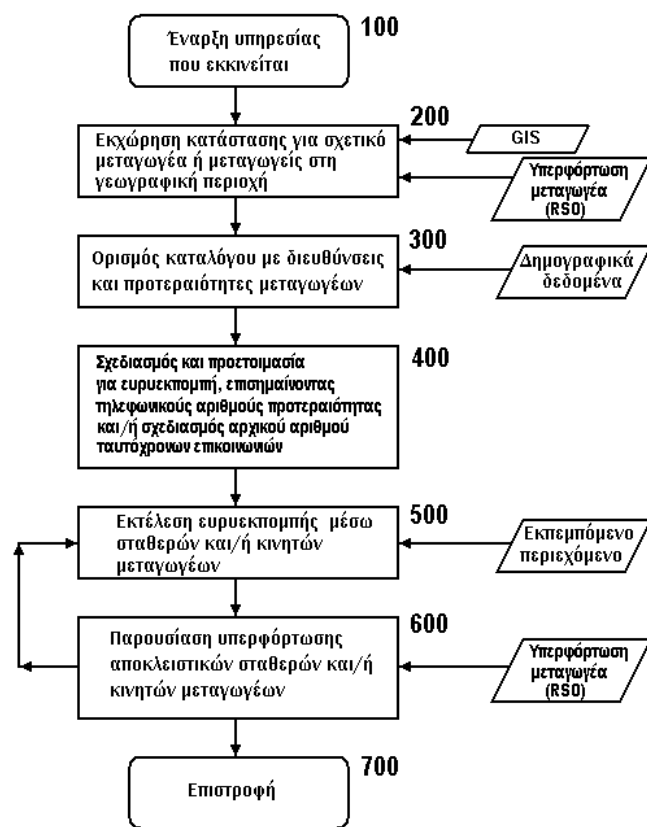 Έναρξη υπηρεσίας
που εκκινείται
100
200
Εκχώρηση κατάστασης για σχετικό
μεταγωγέα ή μεταγωγείς στη
γεωγραφική περιοχή
GIS
Υπερφόρτωση
μεταγωγέα
(RSO)
300
Ορισμός καταλόγου με διευθύνσεις
και προτεραιότητες μεταγωγέων
Δημογραφικά
δεδομένα
400
Σχεδιασμός και προετοιμασία
για ευρυεκπομπή, επισημαίνοντας
τηλεφωνικούς αριθμούς προτεραιότητας
και/ή σχεδιασμός αρχικού αριθμού
ταυτόχρονων επικοινωνιών
500
Εκτέλεση ευρυεκπομπής μέσω
σταθερών και/ή κινητών
μεταγωγέων
Εκπεμπόμενο
περιεχόμενο
600
Παρουσίαση υπερφόρτωσης
αποκλειστικών σταθερών και/ή
κινητών μεταγωγέων
Υπερφόρτωση
μεταγωγέα
(RSO)
700
Επιστροφή